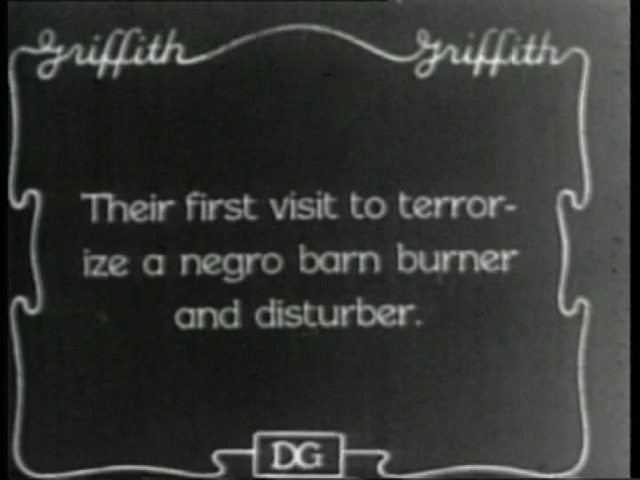 Griffith Griffith
Their first visit to terror-
ize a negro barn burner
and disturber.
DG